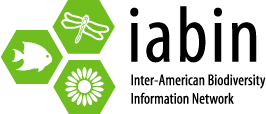 iabin
Inter-American Biodiversity
Information Network